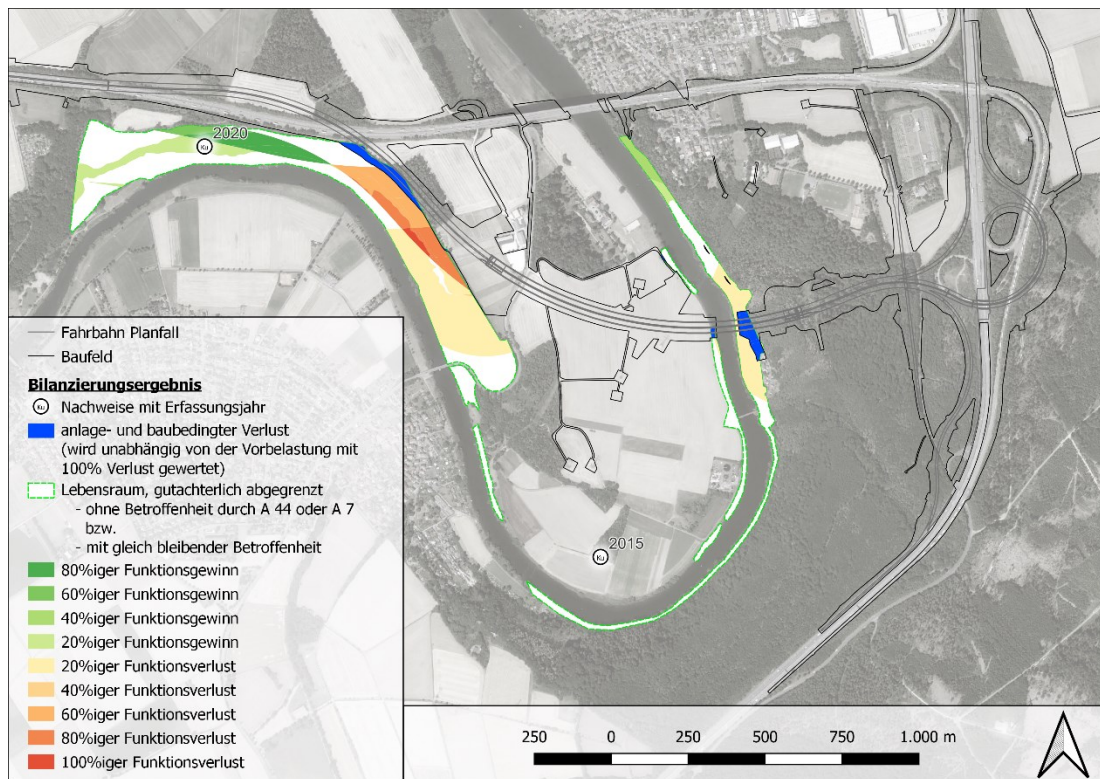 2020
Ku
2015
Ku
Fahrbahn Planfall
Baufeld
Bilanzierungsergebnis
Ku
Nachweise mit Erfassungsjahr
anlage- und baubedingter Verlust
(wird unabhängig von der Vorbelastung mit
100% Verlust gewertet)
Lebensraum, gutachterlich abgegrenzt
- ohne Betroffenheit durch A 44 oder A 7
bzw.
- mit gleich bleibender Betroffenheit
80%iger Funktionsgewinn
60%iger Funktionsgewinn
40%iger Funktionsgewinn
20%iger Funktionsgewinn
20%iger Funktionsverlust
40%iger Funktionsverlust
60%iger Funktionsverlust
80%iger Funktionsverlust
100%iger Funktionsverlust
250 0 250 500 750 1.000 m